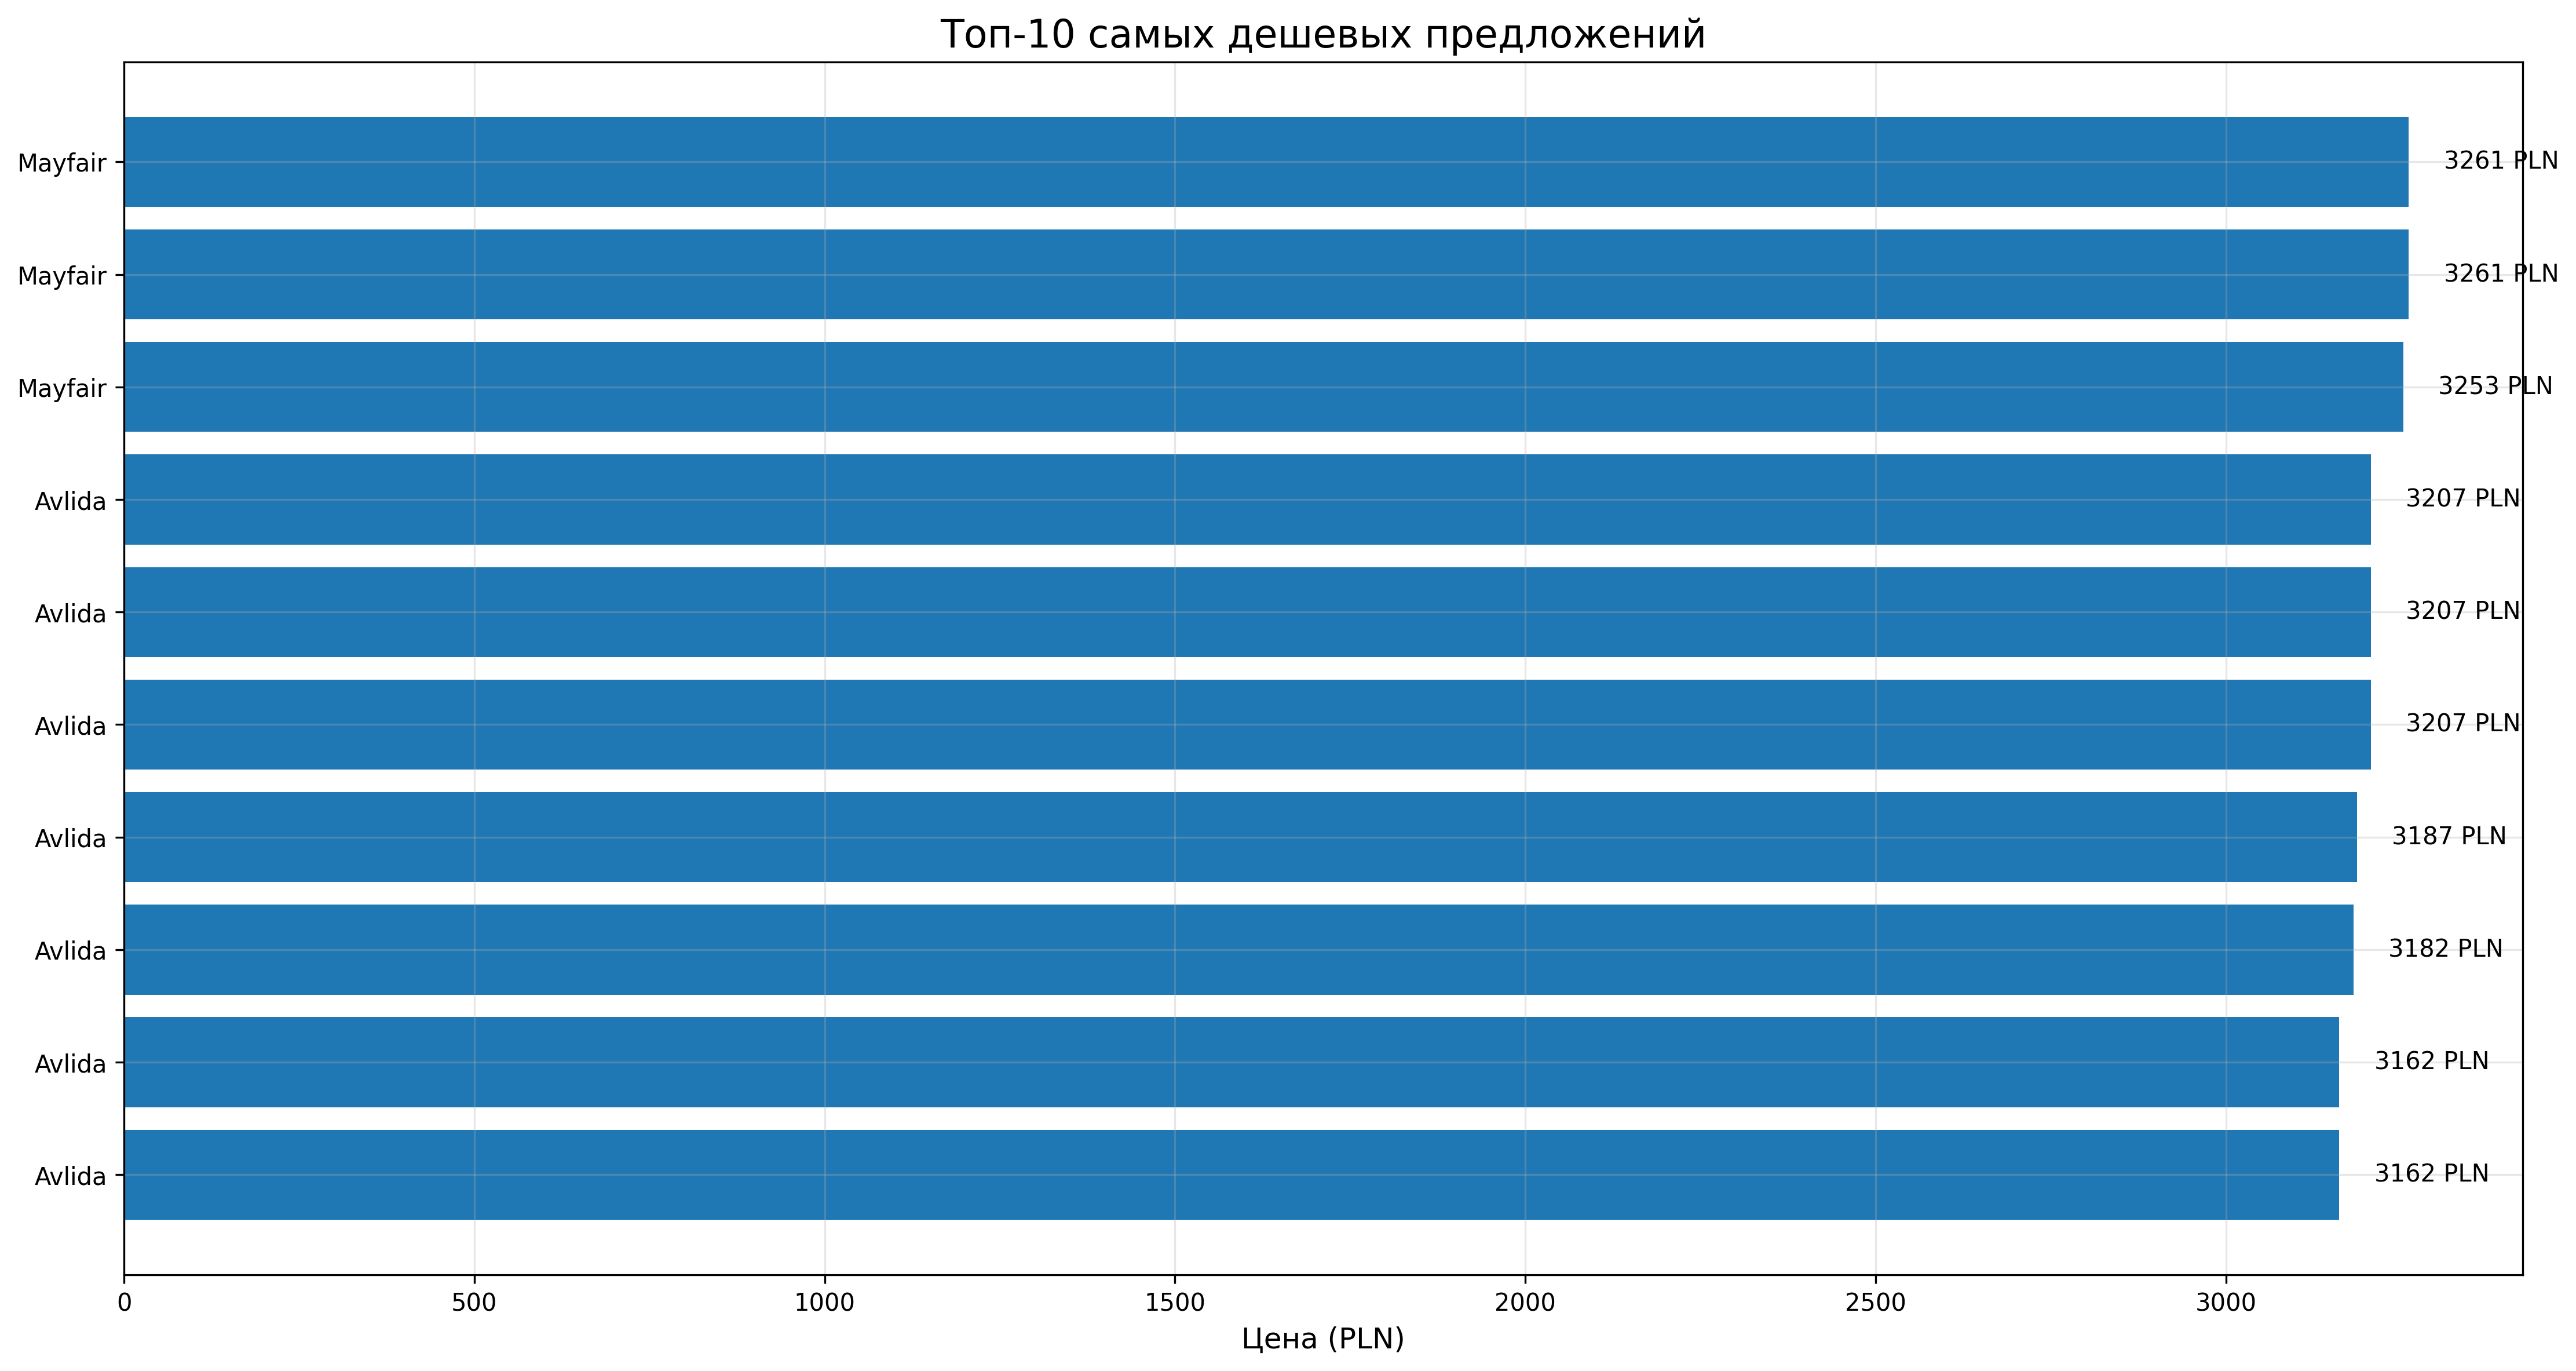 Топ-10 самых дешевых предложений
Mayfair 3261 PLN
Mayfair 3261 PLN
Mayfair 3253 PLN
Avlida 3207 PLN
Avlida 3207 PLN
Avlida 3207 PLN
Avlida 3187 PLN
Avlida 3182 PLN
Avlida 3162 PLN
Avlida 3162 PLN
0 500 1000 1500 2000 2500 3000
Цена (PLN)